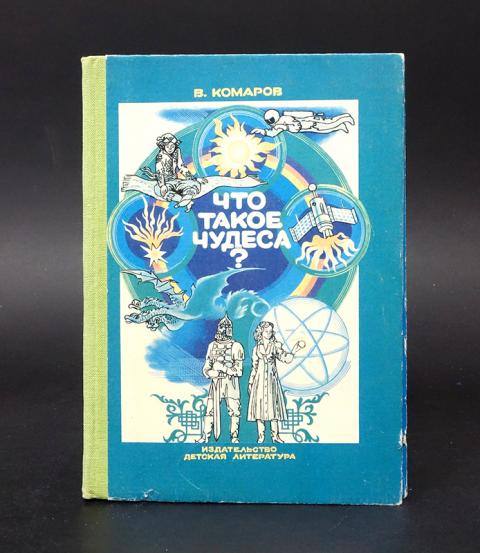 В. КОМАРОВ
ЧТО
ТАКОЕ
ЧУДЕСА
?
ИЗДАТЕЛЬСТВО
ДЕТСКАЯ ЛИТЕРАТУРА